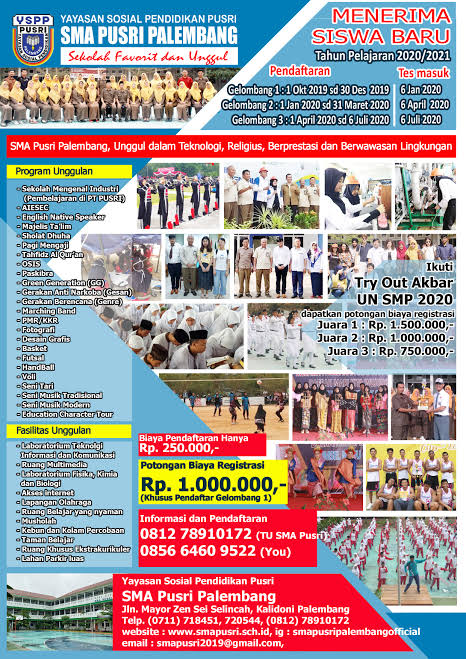 YSPP
PUSRI
YAYASAN SOSIAL PENDIDIKAN PUSRI
SMA PUSRI PALEMBANG
Sekolah Favorit dan Unggul
MENERIMA
SISWA BARU
Tahun Pelajaran 2020/2021
Pendaftaran
Tes masuk
Gelombang 1 : 1 Okt 2019 sd 30 Des 2019
6 Jan 2020
Gelombang 2 : 1 Jan 2020 sd 31 Maret 2020
6 April 2020
Gelombang 3 : 1 April 2020 sd 6 Juli 2020
6 Juli 2020
SMA Pusri Palembang, Unggul dalam Teknologi, Religius, Berprestasi dan Berwawasan Lingkungan
Program Unggulan
- Sekolah Mengenal Industri
(Pembelajaran di PT PUSRI)
- AIESEC
- English Native Speaker
- Majelis Ta'lim
- Sholat Dhuha
- Pagi Mengaji
- Tahfidz Al Qur'an
- OSIS
- Paskibra
- Green Generation (GG)
- Gerakan Anti Narkoba (Gesan)
- Gerakan Berencana (Genre)
- Marching Band
- PMR/KKR
- Fotografi
- Desain Grafis
- Basket
- Futsal
- HandBall
- Voli
- Seni Tari
- Seni Musik Tradisional
- Seni Musik Modern
- Education Character Tour
Ikuti
Try Out Akbar
UN SMP 2020
dapatkan potongan biaya registrasi
Juara 1 : Rp. 1.500.000,-
Juara 2 : Rp. 1.000.000,-
Juara 3 : Rp. 750.000,-
Fasilitas Unggulan
- Laboratorium Teknolgi
Informasi dan Komunikasi
- Ruang Multimedia
- Laboratorium Fisika, Kimia
dan Biologi
- Akses internet
- Lapangan Olahraga
- Ruang Belajar yang nyaman
- Musholah
- Kebun dan Kolam Percobaan
- Taman Belajar
- Ruang Khusus Ekstrakurikuler
- Lahan Parkir luas
Biaya Pendaftaran Hanya
Rp. 250.000,-
Potongan Biaya Registrasi
Rp. 1.000.000,-
(Khusus Pendaftar Gelombang 1)
Informasi dan Pendaftaran
0812 78910172 (TU SMA Pusri)
0856 6460 9522 (You)
Yayasan Sosial Pendidikan Pusri
SMA Pusri Palembang
Jln. Mayor Zen Sei Selincah, Kalidoni Palembang
Telp. (0711) 718451, 720544, (0812) 78910172
website : www.smapusri.sch.id, ig : smapusripalembangofficial
email : smapusri2019@gmail.com,